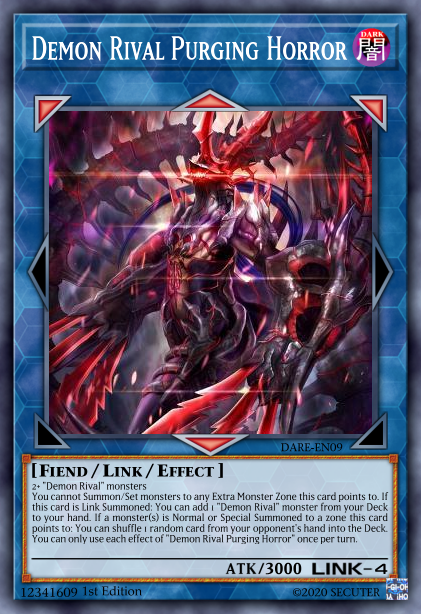 DEMON RIVAL PURGING HORROR
DARK
闇
DARE-EN09
[FIEND / LINK / EFFECT ]
2+ "Demon Rival" monsters
You cannot Summon/Set monsters to any Extra Monster Zone this card points to. If
this card is Link Summoned: You can add 1 "Demon Rival" monster from your Deck
to your hand. If a monster(s) is Normal or Special Summoned to a zone this card
points to: You can shuffle 1 random card from your opponent's hand into the Deck.
You can only use each effect of "Demon Rival Purging Horror" once per turn.
ATK/3000 LINK-4
12341609 1st Edition ©2020 SECUTER